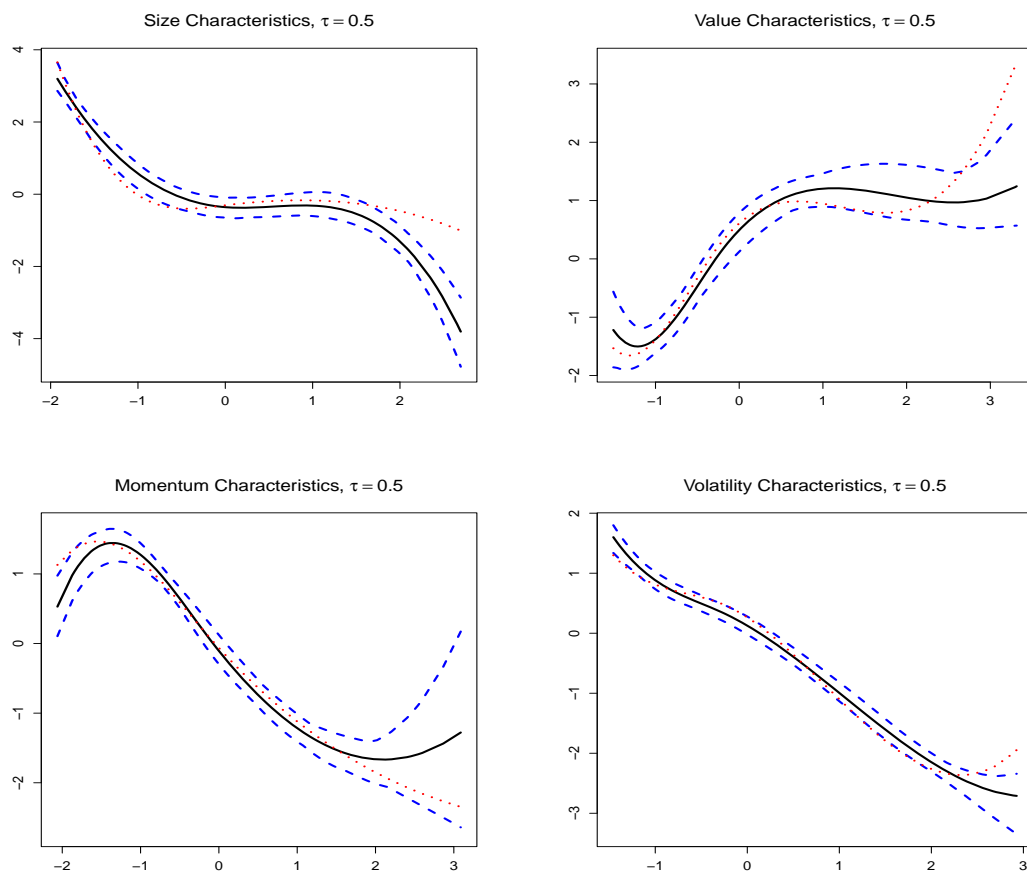 Size Characteristics, τ = 0.5
4
2
0
−2
−4
−2 −1 0 1 2
Value Characteristics, τ = 0.5
3
2
1
0
−1
−2
−1 0 1 2 3
Momentum Characteristics, τ = 0.5
1
0
−1
−2
−2 −1 0 1 2 3
Volatility Characteristics, τ = 0.5
2
1
0
−1
−2
−3
−1 0 1 2 3